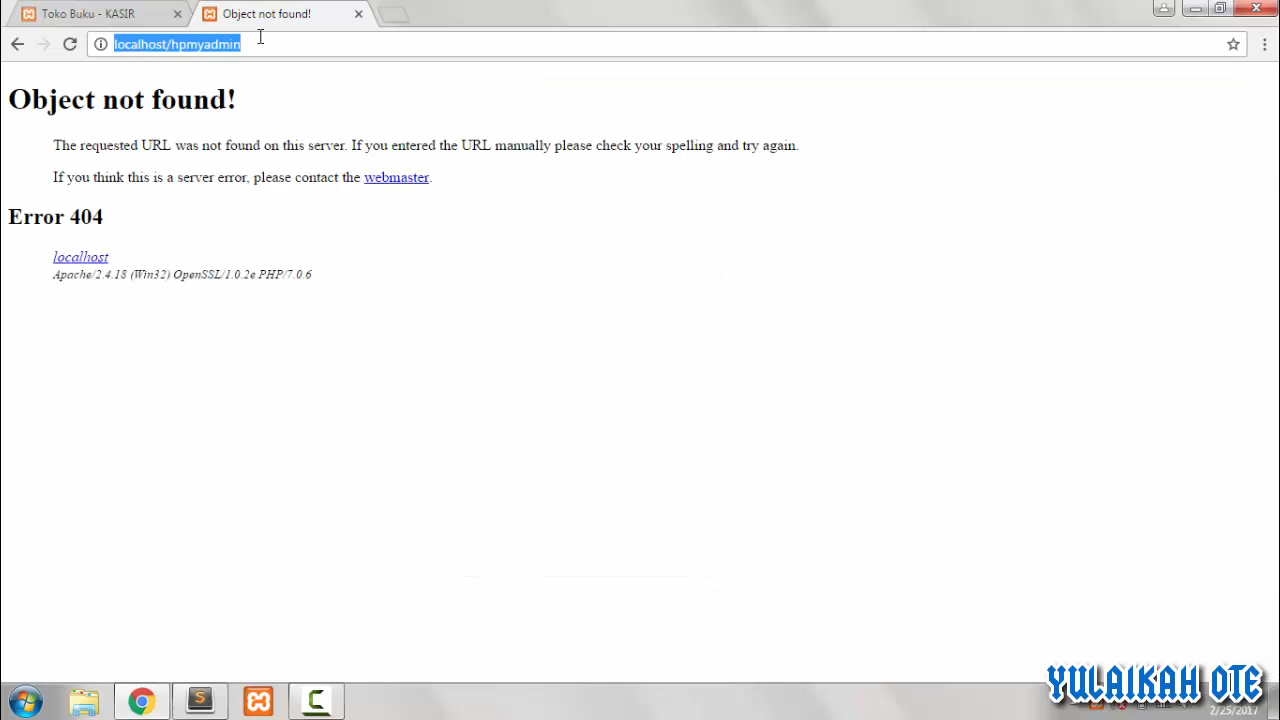 Toko Buku - KASIR
Object not found!
localhost/hpmyadmin
Object not found!
The requested URL was not found on this server. If you entered the URL manually please check your spelling and try again.
If you think this is a server error, please contact the webmaster.
Error 404
localhost
Apache/2.4.18 (Win32) OpenSSL/1.0.2e PHP/7.0.6
YULAIKAH OTE
2/25/2017